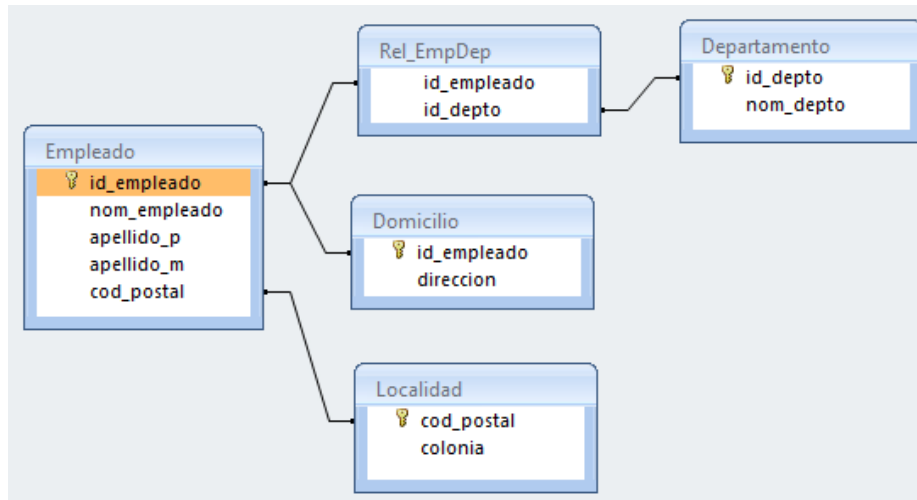 Empleado
id_empleado
nom_empleado
apellido_p
apellido_m
cod_postal
Rel_EmpDep
id_empleado
id_depto
Departamento
id_depto
nom_depto
Domicilio
id_empleado
direccion
Localidad
cod_postal
colonia